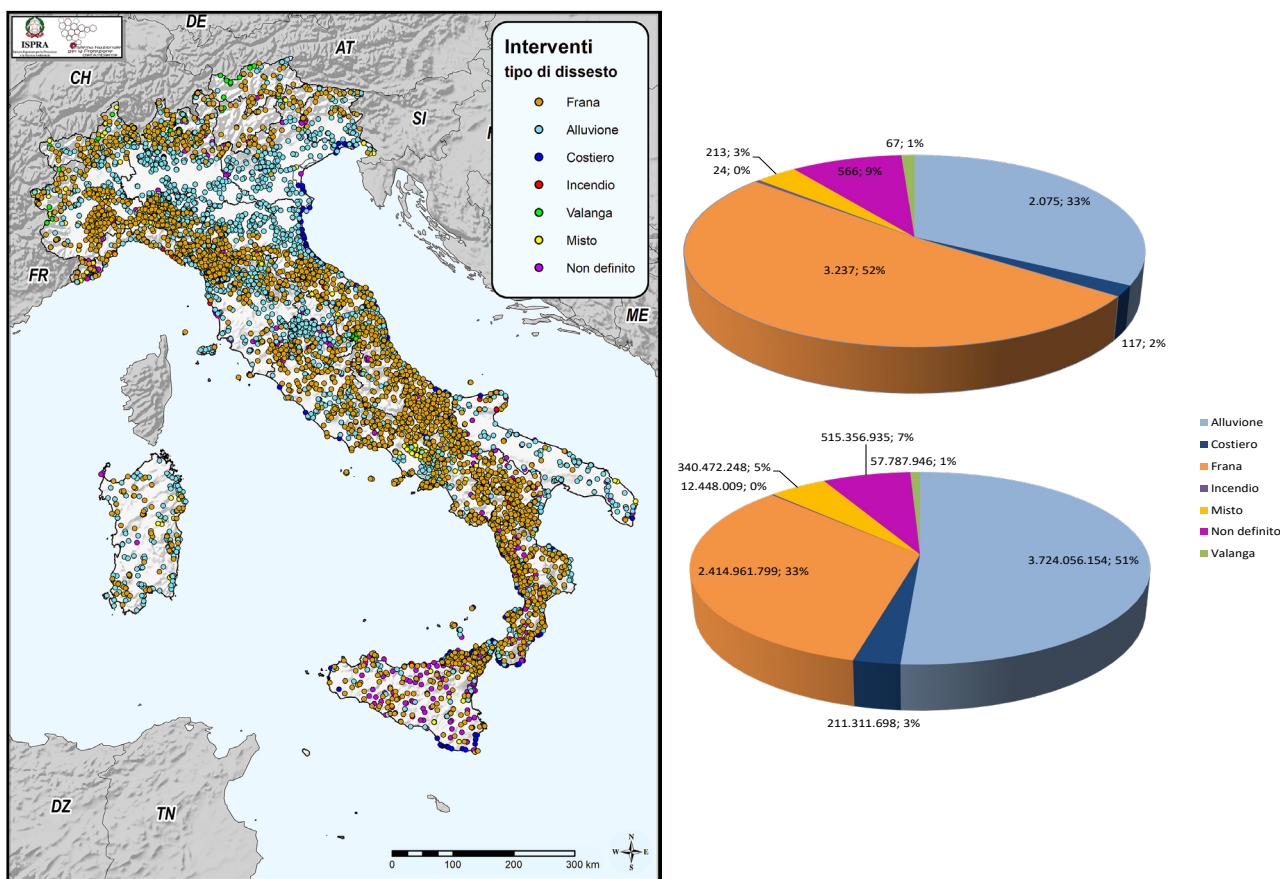 DE
AT
CH
SI
FR
ME
DZ
TN
ISPRA
Interventi
tipo di dissesto
Frana
Alluvione
Costiero
Incendio
Valanga
Misto
Non definito
0 100 200 300 km
N
W E
S
67; 1%
213; 3%
24; 0%
566; 9%
2.075; 33%
3.237; 52%
117; 2%
515.356.935; 7%
57.787.946; 1%
340.472.248; 5%
12.448.009; 0%
3.724.056.154; 51%
2.414.961.799; 33%
211.311.698; 3%
Alluvione
Costiero
Frana
Incendio
Misto
Non definito
Valanga